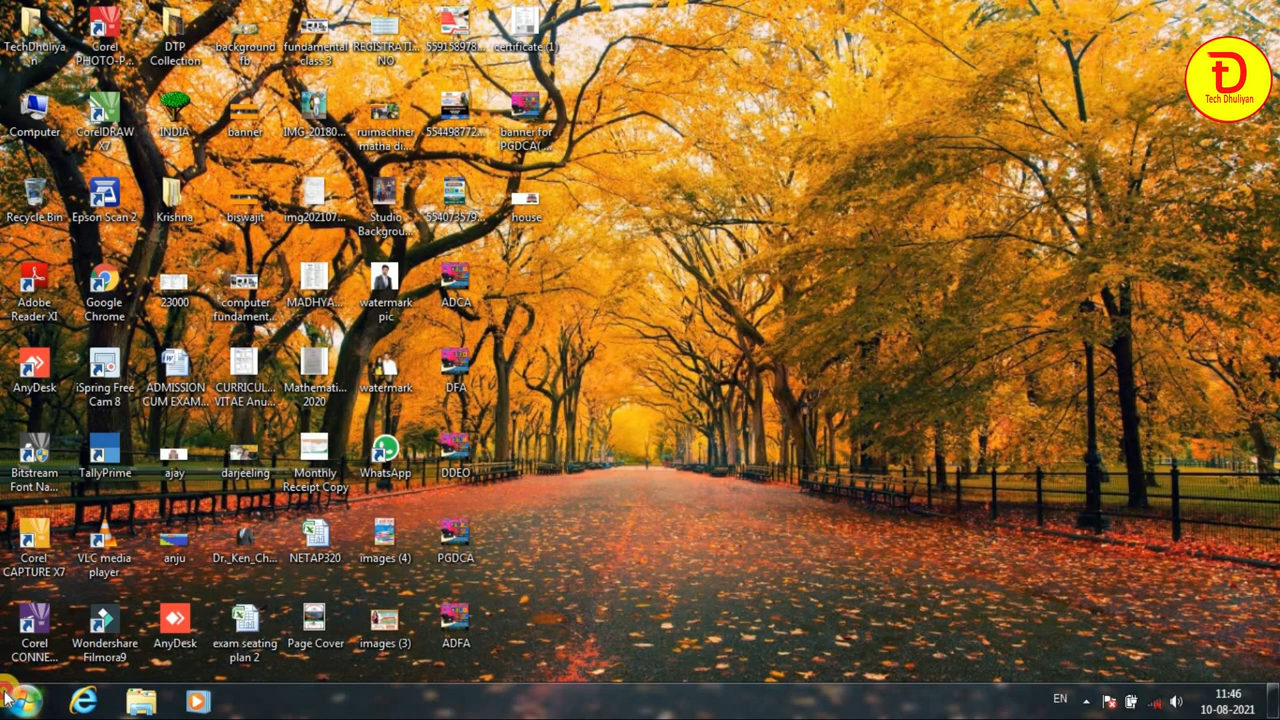 TechDhuliya
n
Corel
PHOTO-P...
DTP
Collection
background
fb
fundamental
class 3
REGISTRATI...
NO
559158978...
certificate (1)
Ð
Tech Dhuliyan
Computer
CorelDRAW
X7
INDIA
banner
IMG-20180...
ruimachher
matha di...
554498772...
banner for
PGDCA(...
Recycle Bin
Epson Scan 2
Krishna
biswajit
img202107...
Studio
Backgrou...
554073579...
house
Adobe
Reader XI
Google
Chrome
23000
computer
fundament...
MADHYA...
watermark
pic
ADCA
AnyDesk
iSpring Free
Cam 8
ADMISSION
CUM EXAM...
CURRICUL...
VITAE Anu...
Mathemati...
2020
watermark
DFA
Bitstream
Font Na...
TallyPrime
ajay
darjeeling
Monthly
Receipt Copy
WhatsApp
DDEO
Corel
CAPTURE X7
VLC media
player
anju
Dr._Ken_Ch...
NETAP320
images (4)
PGDCA
Corel
CONNE...
Wondershare
Filmora9
AnyDesk
exam seating
plan 2
Page Cover
images (3)
ADFA
EN
11:46
10-08-2021